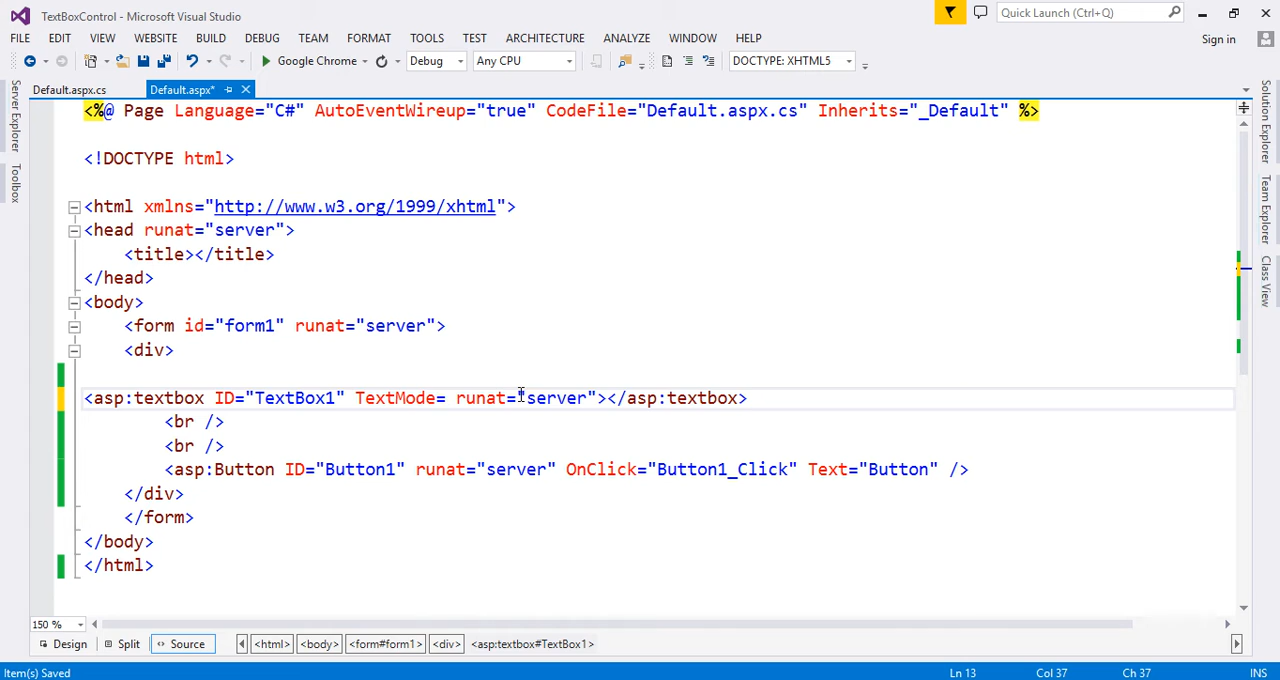 TextBoxControl - Microsoft Visual Studio
Quick Launch (Ctrl+Q)
FILE EDIT VIEW WEBSITE BUILD DEBUG TEAM FORMAT TOOLS TEST ARCHITECTURE ANALYZE WINDOW HELP
Sign in
Google Chrome Debug Any CPU DOCTYPE: XHTML5
Default.aspx.cs Default.aspx*
Server Explorer
Toolbox
Solution Explorer
Team Explorer
Class View
<%@ Page Language="C#" AutoEventWireup="true" CodeFile="Default.aspx.cs" Inherits="_Default" %>
<!DOCTYPE html>
<html xmlns="http://www.w3.org/1999/xhtml">
<head runat="server">
<title></title>
</head>
<body>
<form id="form1" runat="server">
<div>
<asp:textbox ID="TextBox1" TextMode= runat="server"></asp:textbox>
<br />
<br />
<asp:Button ID="Button1" runat="server" OnClick="Button1_Click" Text="Button" />
</div>
</form>
</body>
</html>
150 %
Design Split Source <html> <body> <form#form1> <div> <asp:textbox#TextBox1>
Item(s) Saved Ln 13 Col 37 Ch 37 INS